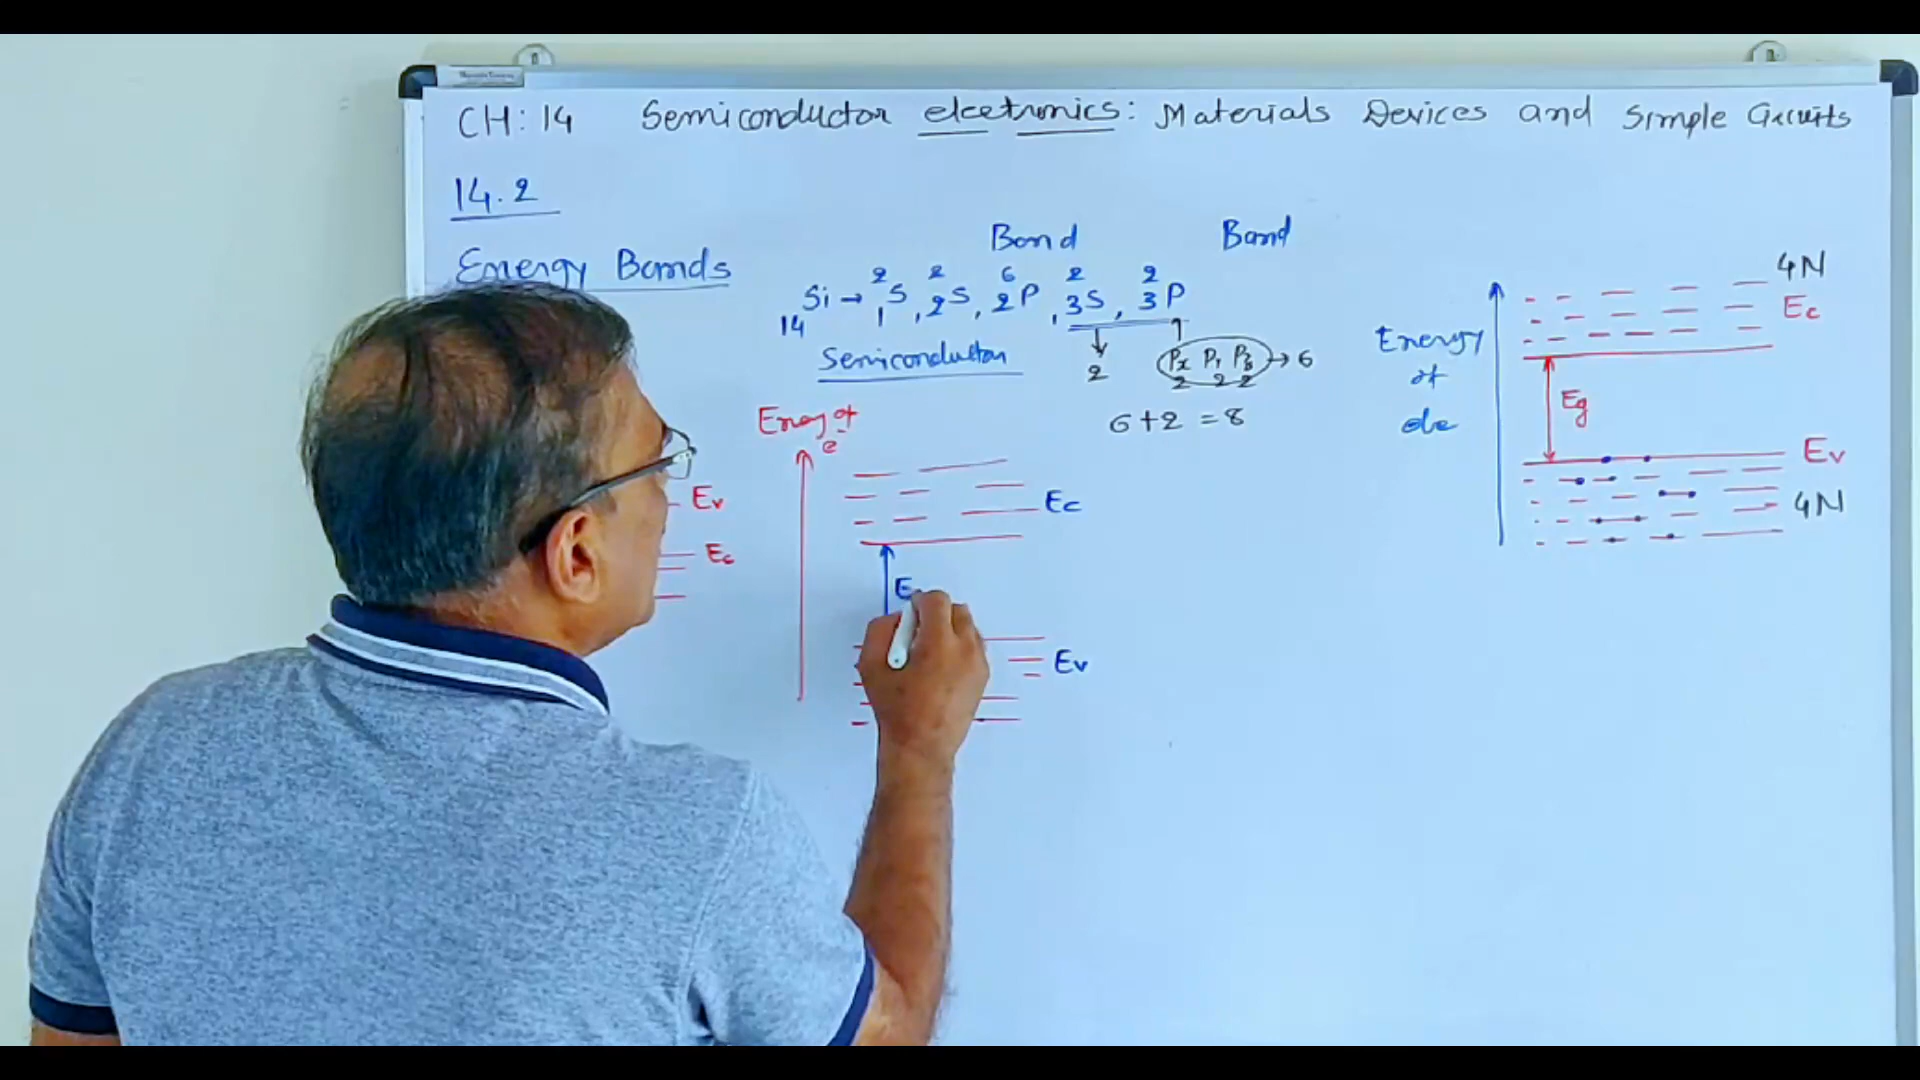 CH: 14 Semiconductor electronics: Materials Devices and Simple Circuits
14.2
Energy Bands
Bond Band
14 Si → 1s2, 2s2, 2p6, 3s2, 3p2
Semiconductor
2
Px Py Pz → 6
2 2 2
6+2 = 8
Energy of e-
Ec
E
Ev
Ev
Ec
Energy of
4N
Ec
Eg
Ev
4N